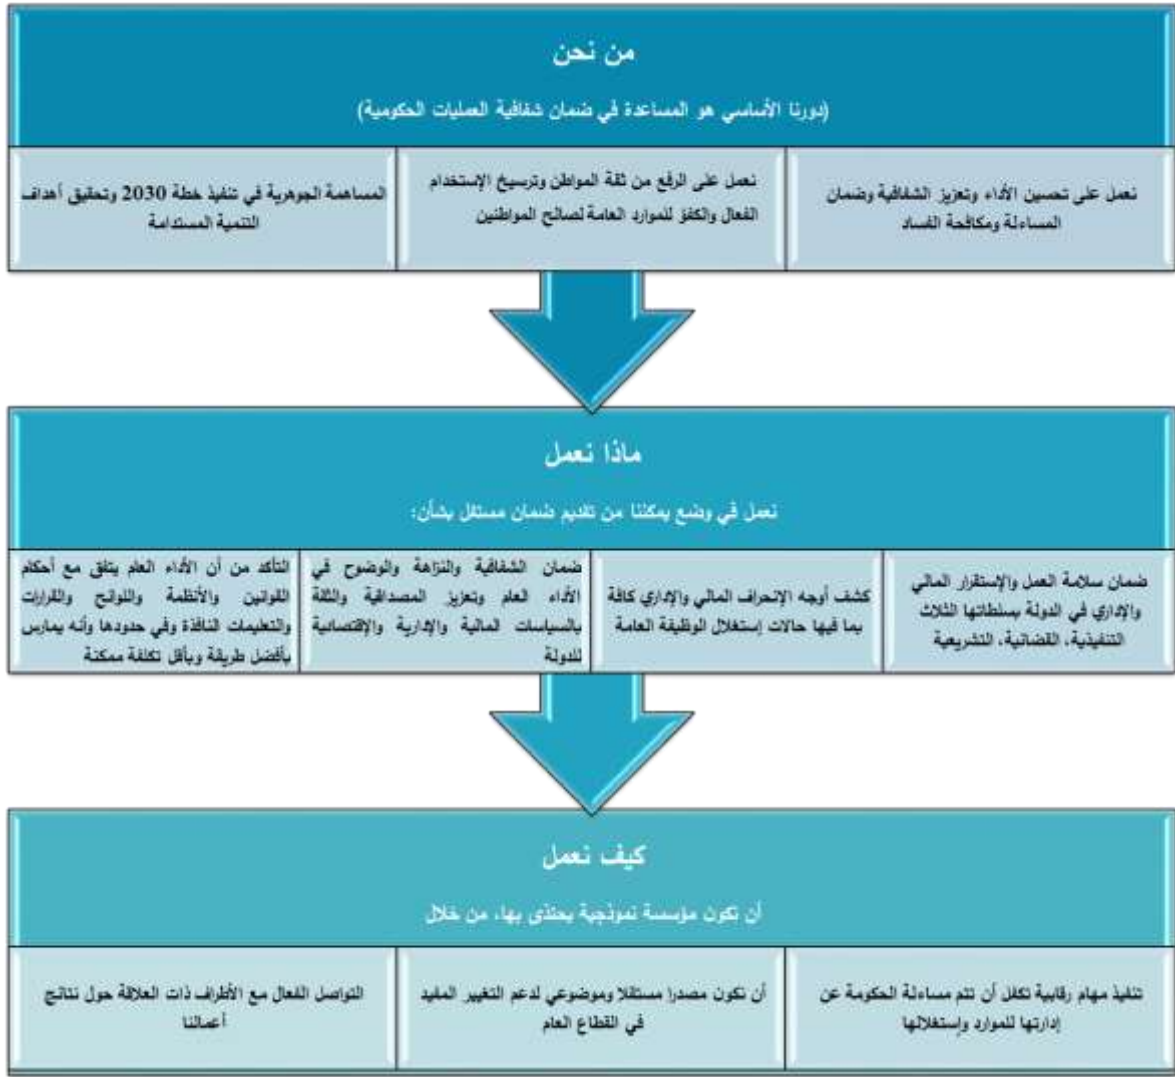 من نحن
(دورنا الأساسي هو المساعدة في ضمان شفافية العمليات الحكومية)
نعمل على تحسين الأداء وتعزيز الشفافية وضمان
المساءلة ومكافحة الفساد
نعمل على الرفع من ثقة المواطن وترسيخ الإستخدام
الفعال والكفؤ للموارد العامة لصالح المواطنين
المساهمة الجوهرية في تنفيذ خطة 2030 وتحقيق أهداف
التنمية المستدامة
ماذا نعمل
نعمل في وضع يمكننا من تقديم ضمان مستقل بشأن:
ضمان سلامة العمل والإستقرار المالي
والإداري في الدولة بسلطاتها الثلاث
التنفيذية، القضائية، التشريعية
كشف أوجه الإنحراف المالي والإداري كافة
بما فيها حالات إستغلال الوظيفة العامة
ضمان الشفافية والنزاهة والوضوح في
الأداء العام وتعزيز المصداقية والثقة
بالسياسات المالية والإدارية والإقتصادية
للدولة
التأكد من أن الأداء العام يتفق مع أحكام
القوانين والأنظمة واللوائح والقرارات
والتعليمات النافذة وفي حدودها وأنه يمارس
بأفضل طريقة وبأقل تكلفة ممكنة
كيف نعمل
أن نكون مؤسسة نموذجية يحتذى بها، من خلال
تنفيذ مهام رقابية تكفل أن تتم مساءلة الحكومة عن
إدارتها للموارد وإستغلالها
أن نكون مصدرا مستقلا وموضوعي لدعم التغيير المفيد
في القطاع العام
التواصل الفعال مع الأطراف ذات العلاقة حول نتائج
أعمالنا